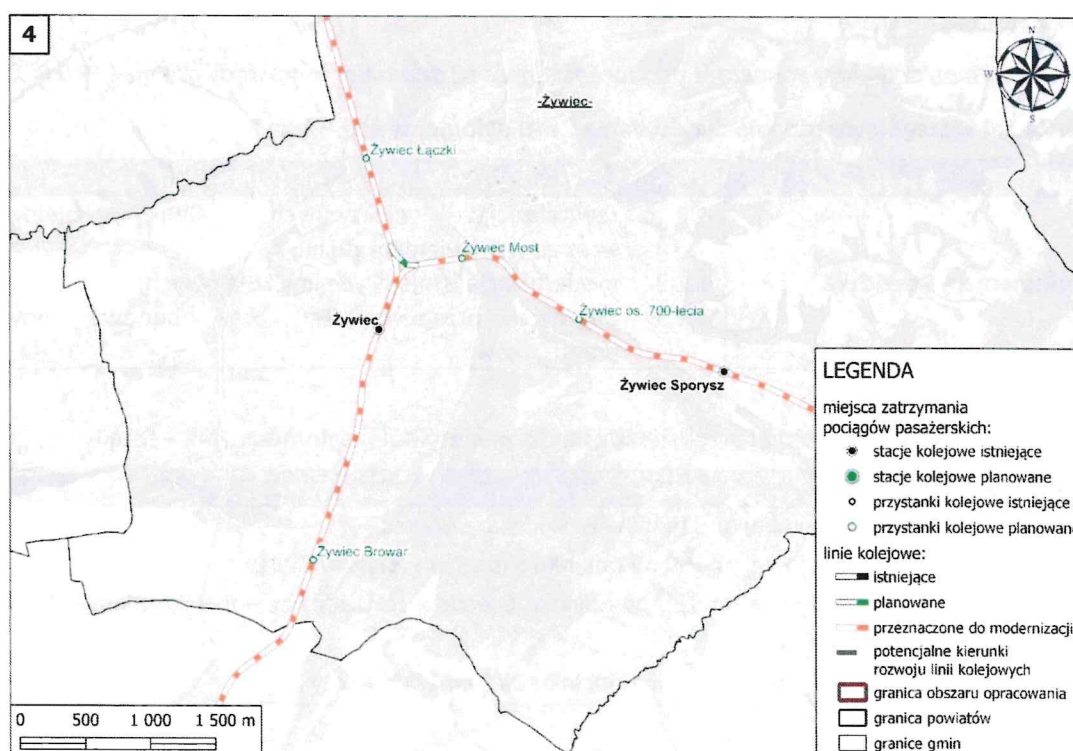 4
-Żywiec-
N
W
S
Żywiec Łączki
Żywiec Most
Żywiec os. 700-lecia
Żywiec
Żywiec Sporysz
Żywiec Browar
LEGENDA
miejsca zatrzymania
pociągów pasażerskich:
stacje kolejowe istniejące
stacje kolejowe planowane
przystanki kolejowe istniejące
przystanki kolejowe planowane
linie kolejowe:
istniejące
planowane
przeznaczone do modernizacji
potencjalne kierunki
rozwoju linii kolejowych
granica obszaru opracowania
granica powiatów
granice gmin
0 500 1 000 1 500 m